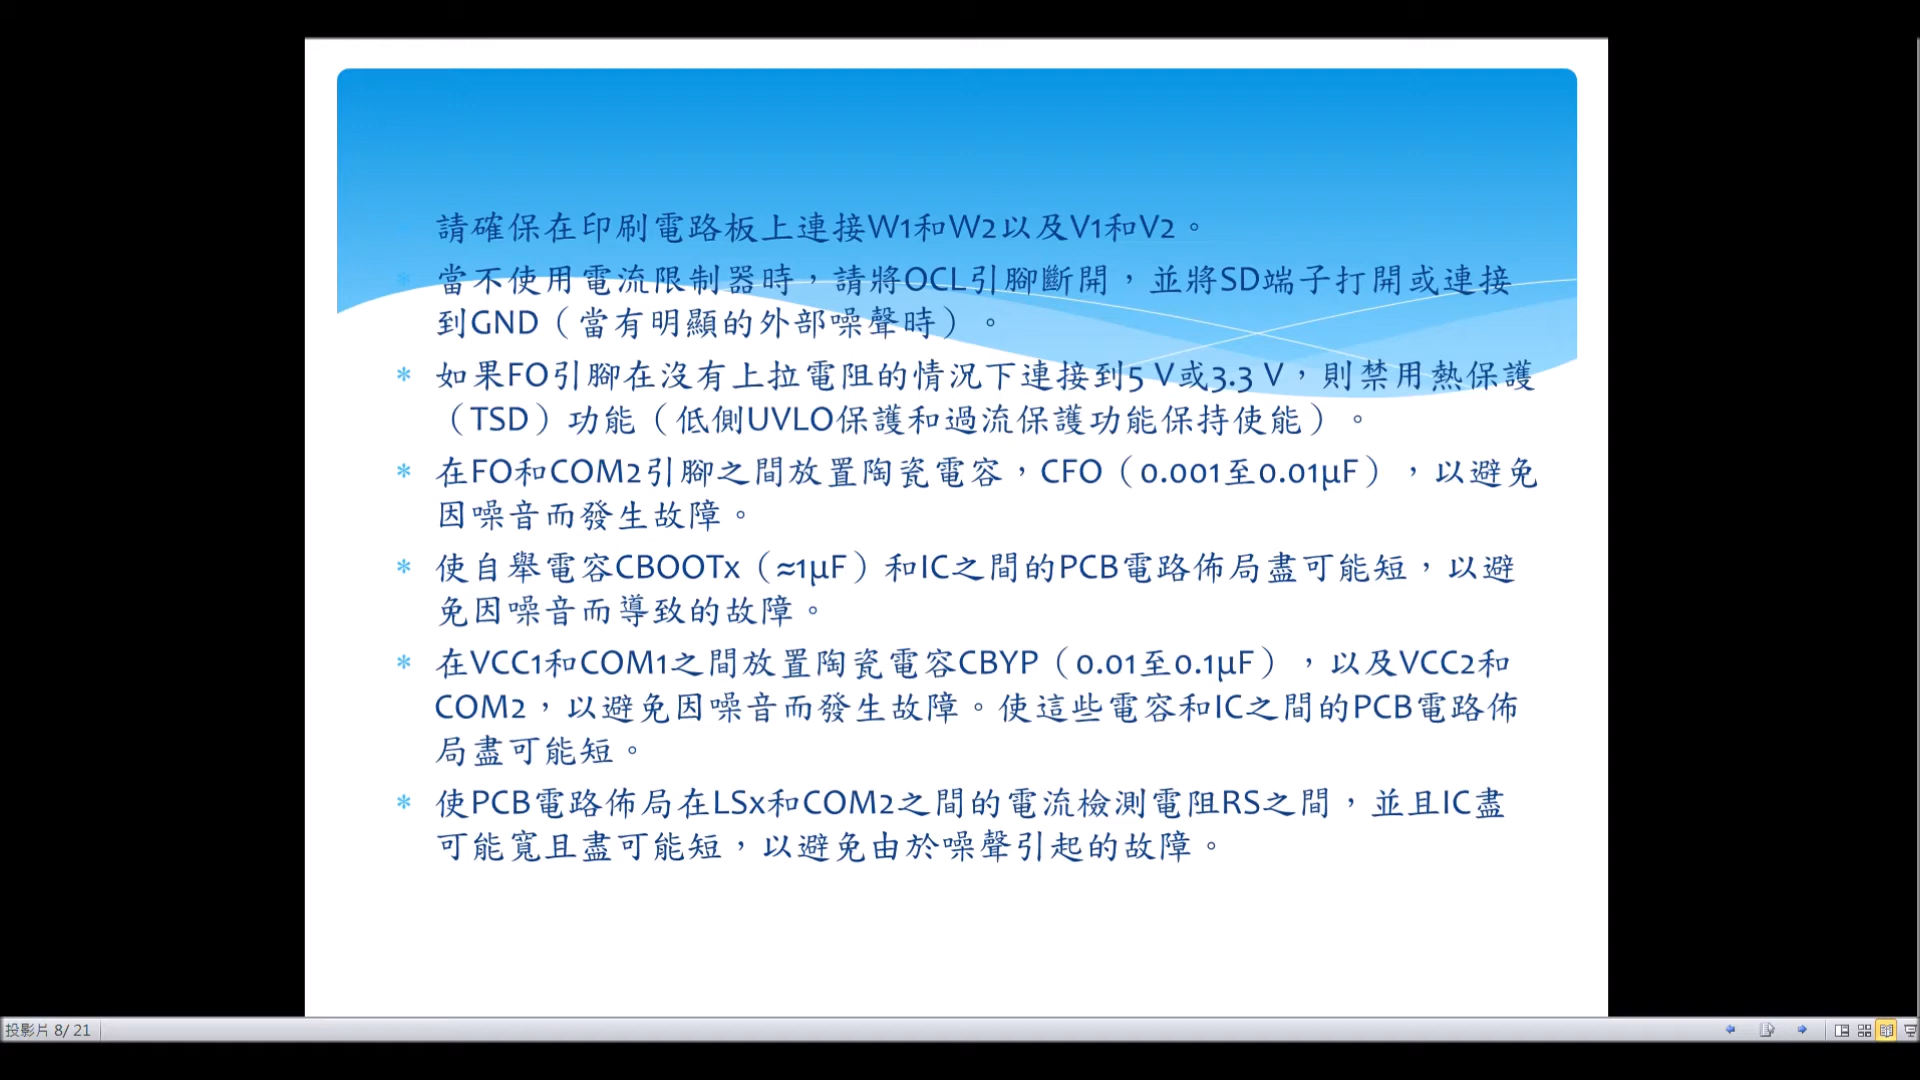 請確保在印刷電路板上連接W1和W2以及V1和V2。
* 當不使用電流限制器時，請將OCL引腳斷開，並將SD端子打開或連接
到GND（當有明顯的外部噪聲時）。
* 如果FO引腳在沒有上拉電阻的情況下連接到5 V或3.3 V，則禁用熱保護
（TSD）功能（低側UVLO保護和過流保護功能保持使能）。
* 在FO和COM2引腳之間放置陶瓷電容，CFO（0.001至0.01μF），以避免
因噪音而發生故障。
* 使自舉電容CBOOTx（≈1μF）和IC之間的PCB電路佈局盡可能短，以避
免因噪音而導致的故障。
* 在VCC1和COM1之間放置陶瓷電容CBYP（0.01至0.1μF），以及VCC2和
COM2，以避免因噪音而發生故障。使這些電容和IC之間的PCB電路佈
局盡可能短。
* 使PCB電路佈局在LSx和COM2之間的電流檢測電阻RS之間，並且IC盡
可能寬且盡可能短，以避免由於噪聲引起的故障。
投影片 8/ 21